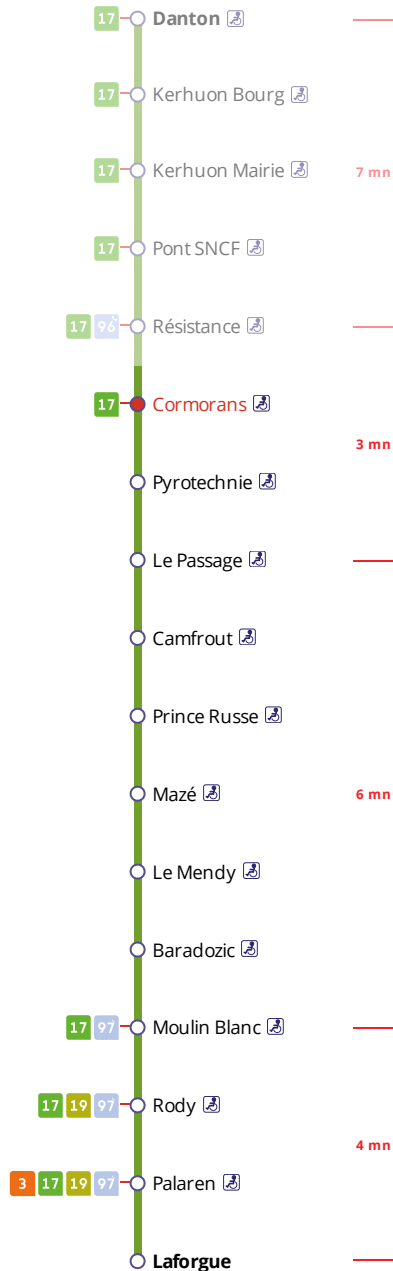 17 Danton
17 Kerhuon Bourg
17 Kerhuon Mairie 7 mn
17 Pont SNCF
17 96 Résistance
17 Cormorans
3 mn
Pyrotechnie
Le Passage
Camfrout
Prince Russe
Mazé 6 mn
Le Mendy
Baradozic
17 97 Moulin Blanc
17 19 97 Rody
4 mn
3 17 19 97 Palaren
Laforgue